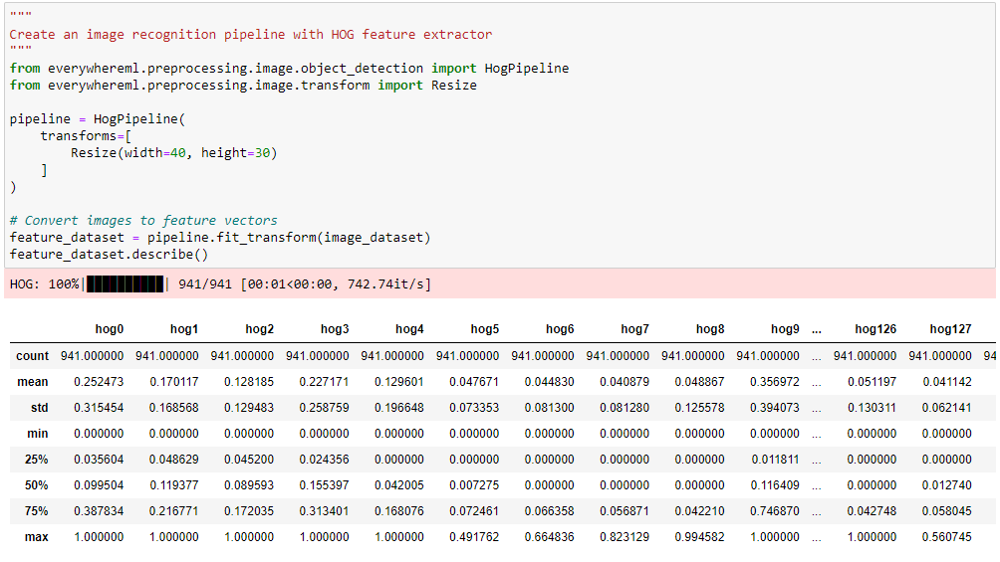 """
Create an image recognition pipeline with HOG feature extractor
"""
from everywhereml.preprocessing.image.object_detection import HogPipeline
from everywhereml.preprocessing.image.transform import Resize
pipeline = HogPipeline(
    transforms=[
        Resize(width=40, height=30)
    ]
)
# Convert images to feature vectors
feature_dataset = pipeline.fit_transform(image_dataset)
feature_dataset.describe()
HOG: 100%|██████████| 941/941 [00:01<00:00, 742.74it/s]
hog0 hog1 hog2 hog3 hog4 hog5 hog6 hog7 hog8 hog9 ... hog126 hog127
count 941.000000 941.000000 941.000000 941.000000 941.000000 941.000000 941.000000 941.000000 941.000000 941.000000 ... 941.000000 941.000000 94
mean 0.252473 0.170117 0.128185 0.227171 0.129601 0.047671 0.044830 0.040879 0.048867 0.356972 ... 0.051197 0.041142
std 0.315454 0.168568 0.129483 0.258759 0.196648 0.073353 0.081300 0.081280 0.125578 0.394073 ... 0.130311 0.062141
min 0.000000 0.000000 0.000000 0.000000 0.000000 0.000000 0.000000 0.000000 0.000000 0.000000 ... 0.000000 0.000000
25% 0.035604 0.048629 0.045200 0.024356 0.000000 0.000000 0.000000 0.000000 0.000000 0.011811 ... 0.000000 0.000000
50% 0.099504 0.119377 0.089593 0.155397 0.042005 0.007275 0.000000 0.000000 0.000000 0.116409 ... 0.000000 0.012740
75% 0.387834 0.216771 0.172035 0.313401 0.168076 0.072461 0.066358 0.056871 0.042210 0.746870 ... 0.042748 0.058045
max 1.000000 1.000000 1.000000 1.000000 1.000000 0.491762 0.664836 0.823129 0.994582 1.000000 ... 1.000000 0.560745